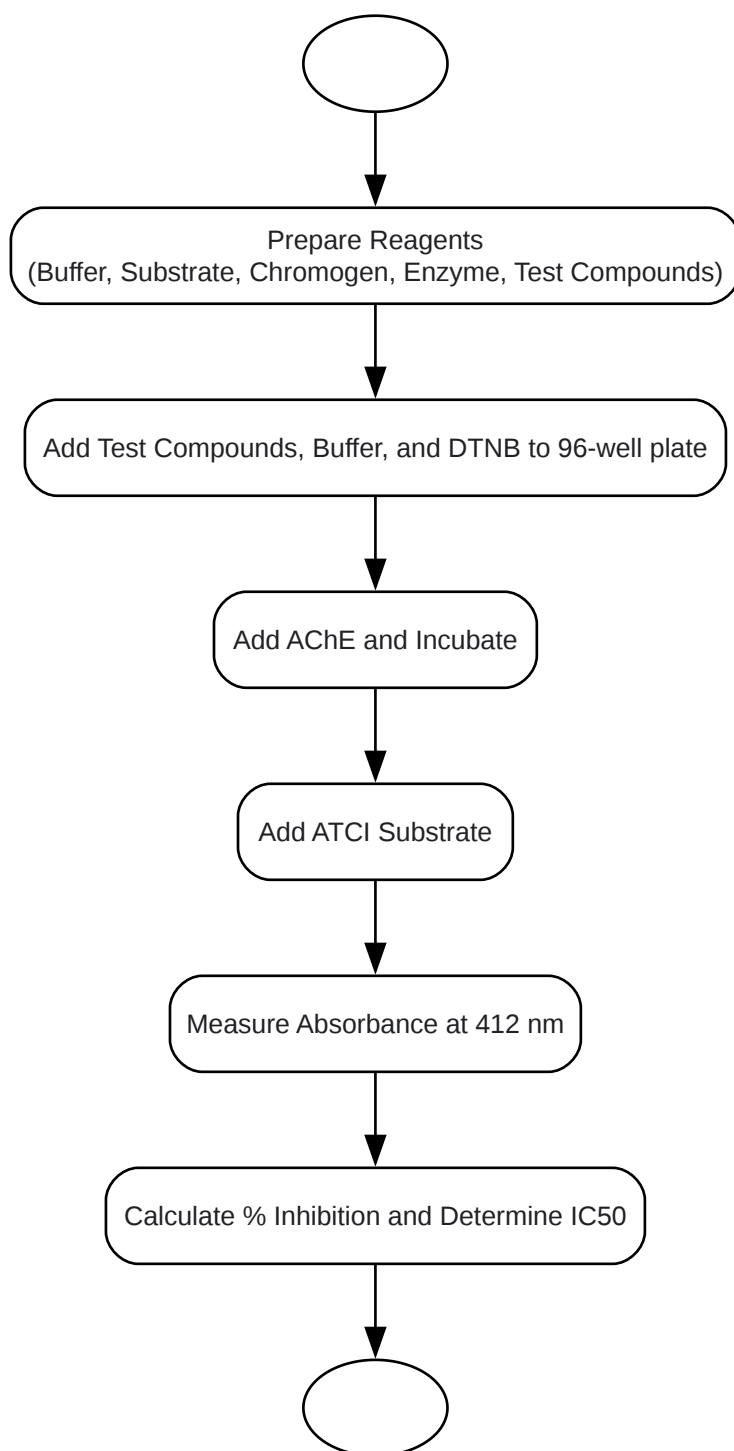 Prepare Reagents
(Buffer, Substrate, Chromogen, Enzyme, Test Compounds)
Add Test Compounds, Buffer, and DTNB to 96-well plate
Add AChE and Incubate
Add ATCI Substrate
Measure Absorbance at 412 nm
Calculate % Inhibition and Determine IC50